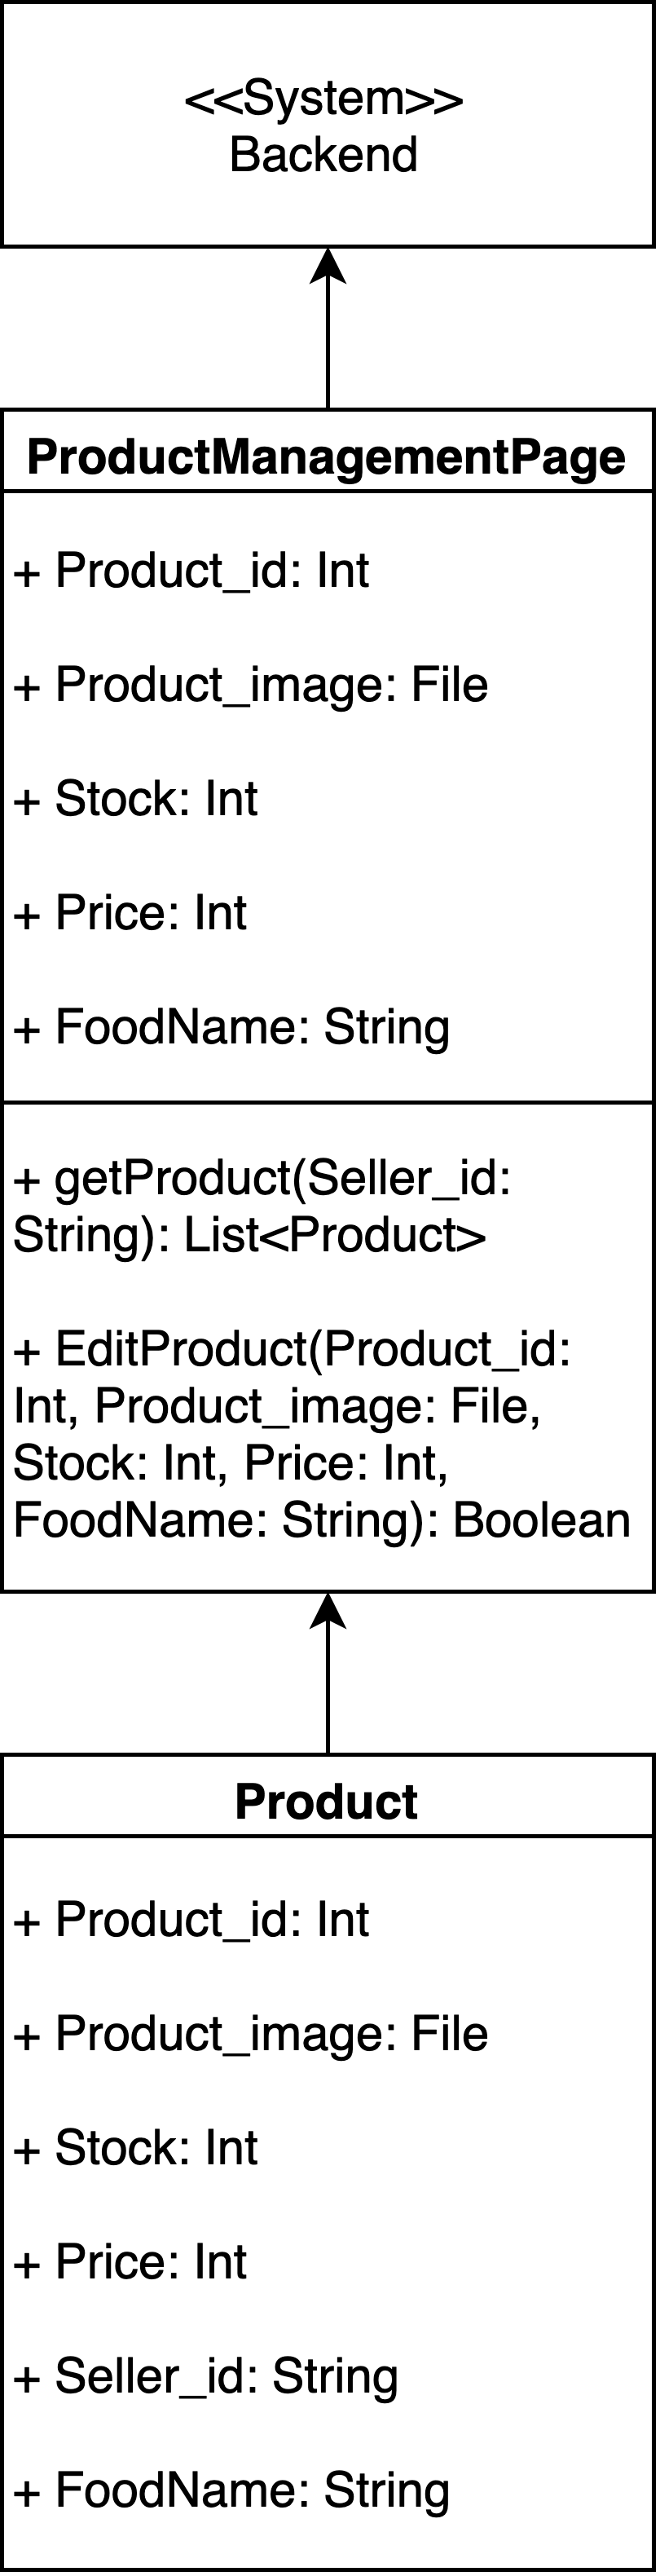 <<System>>
Backend
ProductManagementPage
+ Product_id: Int
+ Product_image: File
+ Stock: Int
+ Price: Int
+ FoodName: String
+ getProduct(Seller_id:
String): List<Product>
+ EditProduct(Product_id:
Int, Product_image: File,
Stock: Int, Price: Int,
FoodName: String): Boolean
Product
+ Product_id: Int
+ Product_image: File
+ Stock: Int
+ Price: Int
+ Seller_id: String
+ FoodName: String